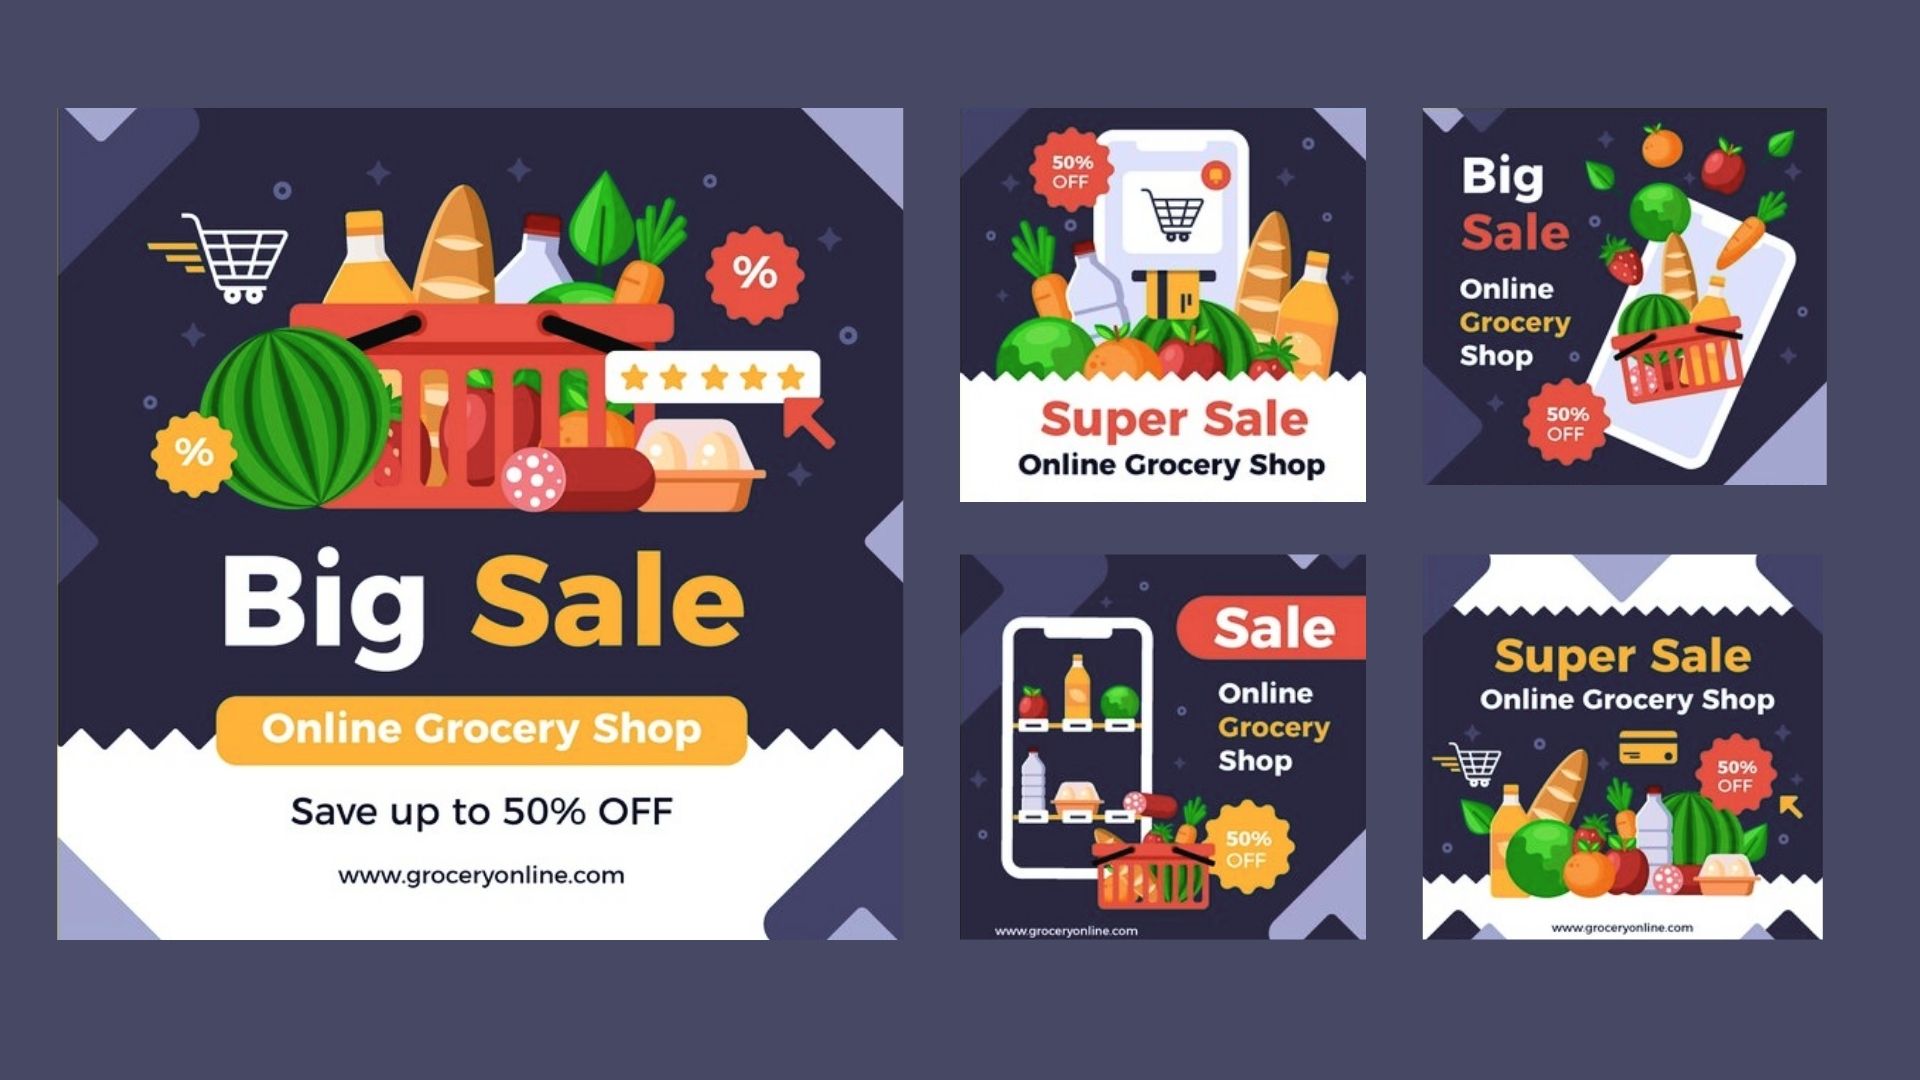 %
%
Big Sale
Online Grocery Shop
Save up to 50% OFF
www.groceryonline.com
50%
OFF
Super Sale
Online Grocery Shop
Big
Sale
Online
Grocery
Shop
50%
OFF
Sale
Online
Grocery
Shop
50%
OFF
www.groceryonline.com
Super Sale
Online Grocery Shop
50%
OFF
www.groceryonline.com